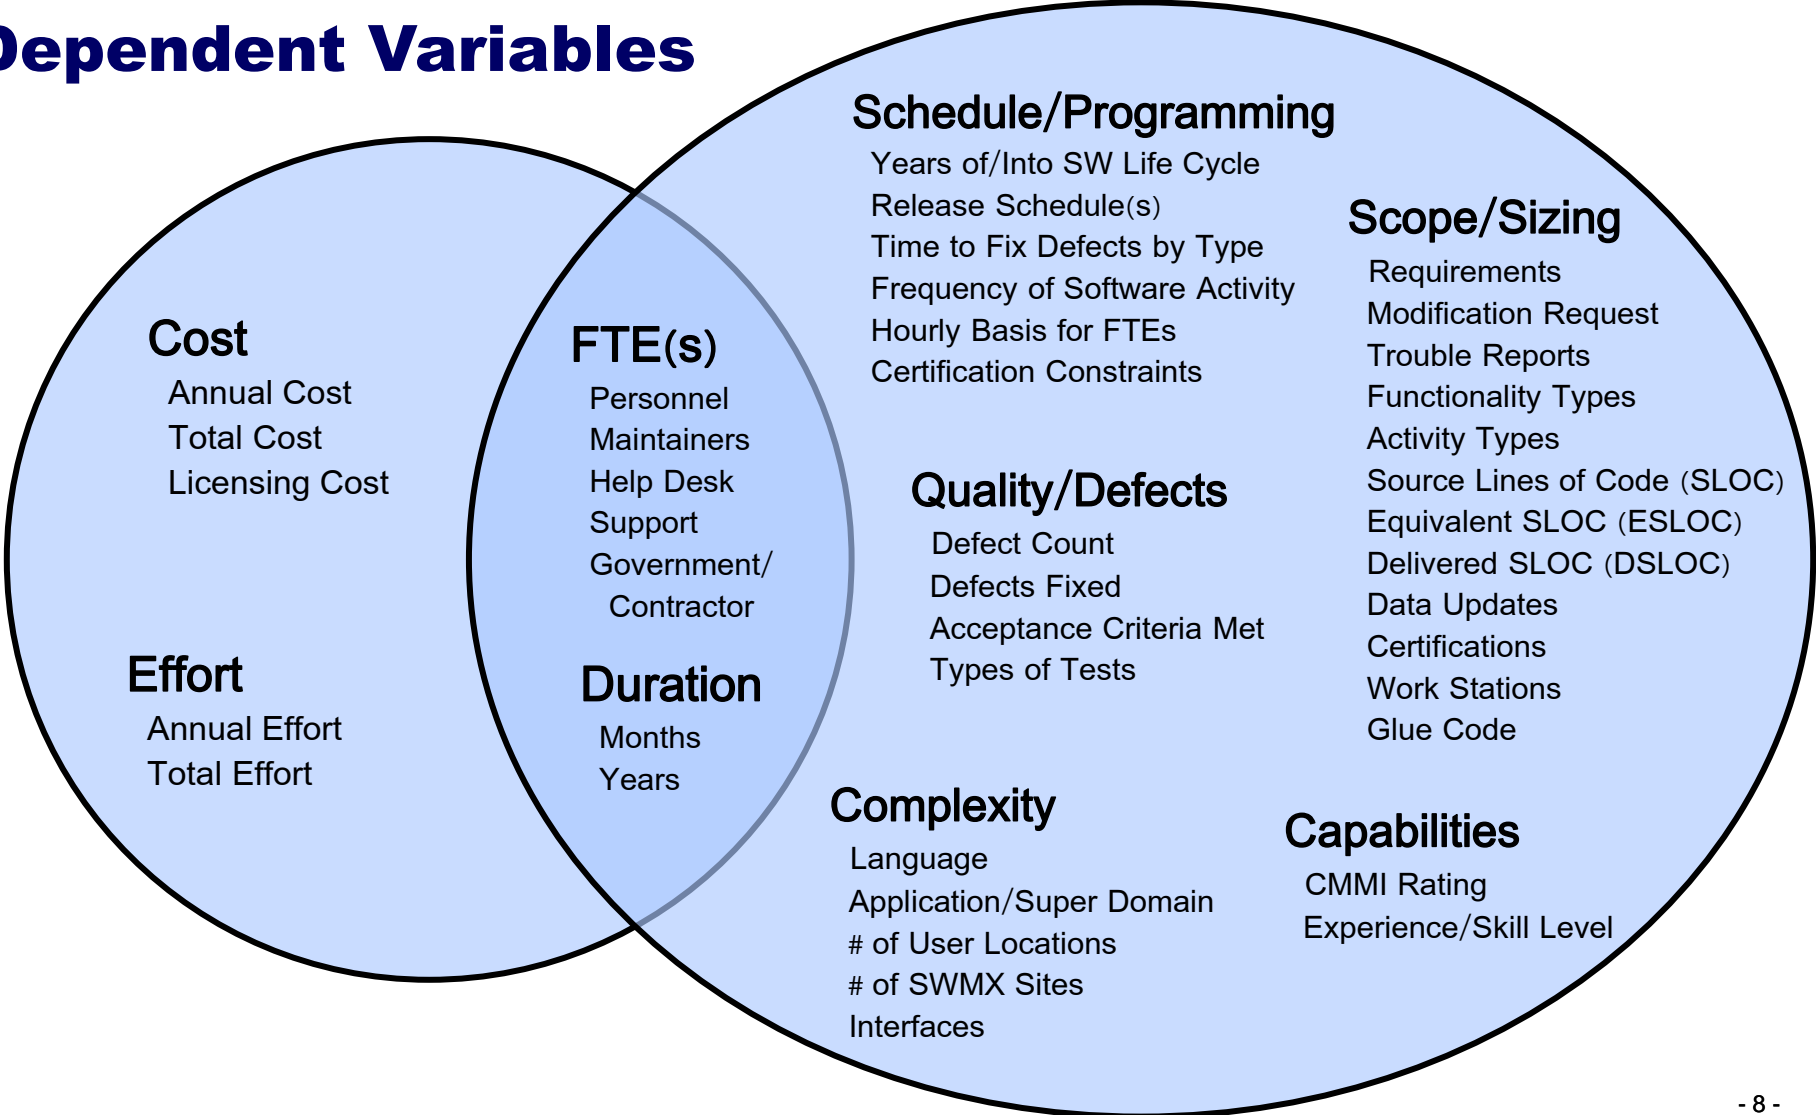 Dependent Variables
Cost
Annual Cost
Total Cost
Licensing Cost
Effort
Annual Effort
Total Effort
FTE(s)
Personnel
Maintainers
Help Desk
Support
Government/
Contractor
Duration
Months
Years
Schedule/Programming
Years of/Into SW Life Cycle
Release Schedule(s)
Time to Fix Defects by Type
Frequency of Software Activity
Hourly Basis for FTEs
Certification Constraints
Quality/Defects
Defect Count
Defects Fixed
Acceptance Criteria Met
Types of Tests
Complexity
Language
Application/Super Domain
# of User Locations
# of SWMX Sites
Interfaces
Scope/Sizing
Requirements
Modification Request
Trouble Reports
Functionality Types
Activity Types
Source Lines of Code (SLOC)
Equivalent SLOC (ESLOC)
Delivered SLOC (DSLOC)
Data Updates
Certifications
Work Stations
Glue Code
Capabilities
CMMI Rating
Experience/Skill Level
- 8 -